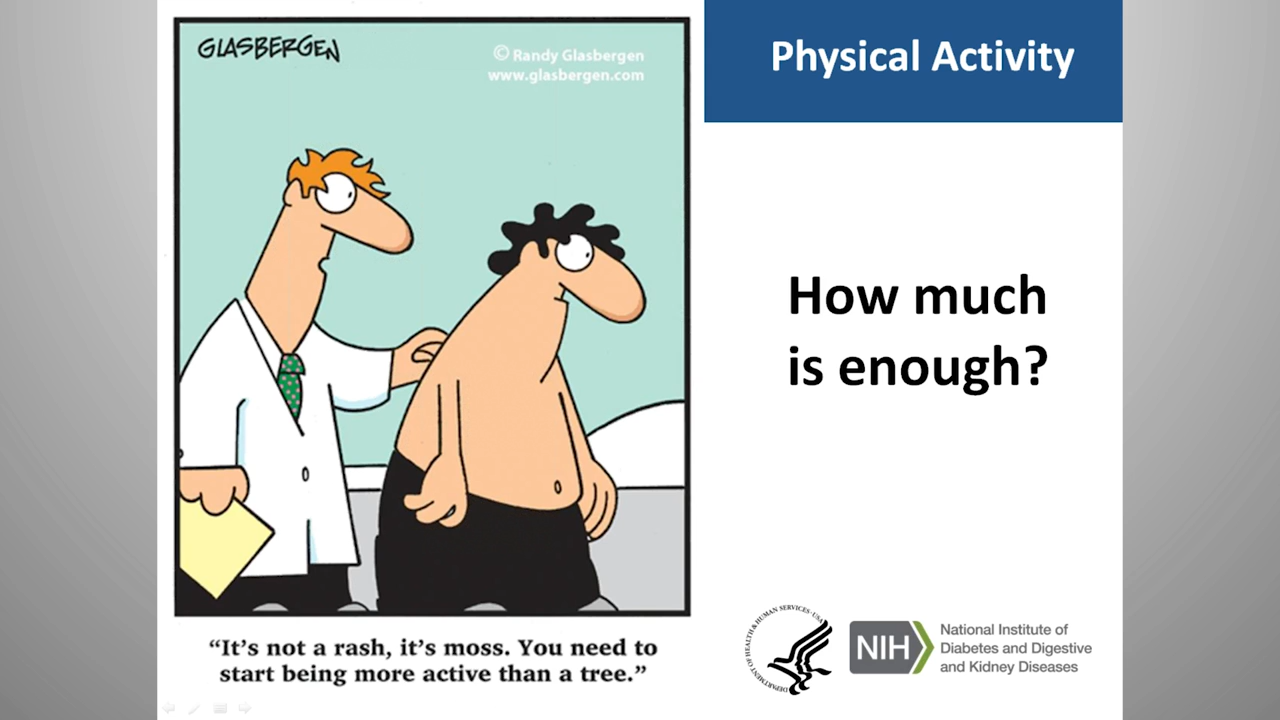 GLASBERGEN
© Randy Glasbergen
www.glasbergen.com
“It’s not a rash, it’s moss. You need to
start being more active than a tree.”
Physical Activity
How much
is enough?
DEPARTMENT OF HEALTH & HUMAN SERVICES · USA
NIH
National Institute of
Diabetes and Digestive
and Kidney Diseases